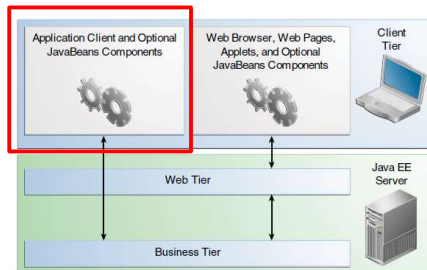 Application Client and Optional
JavaBeans Components
Web Browser, Web Pages,
Applets, and Optional
JavaBeans Components
Client
Tier
Java EE
Server
Web Tier
Business Tier